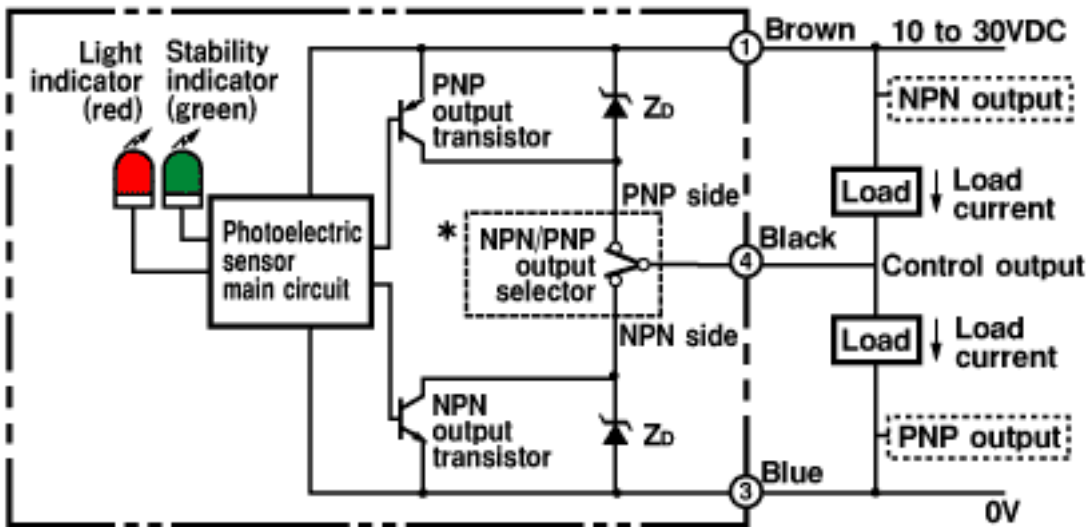 Light
indicator
(red)
Stability
indicator
(green)
PNP
output
transistor
ZD
1
Brown
10 to 30VDC
NPN output
Load
Load
current
PNP side
Photoelectric
sensor
main circuit
*
NPN/PNP
output
selector
4
Black
Control output
NPN side
Load
Load
current
NPN
output
transistor
ZD
PNP output
3
Blue
0V